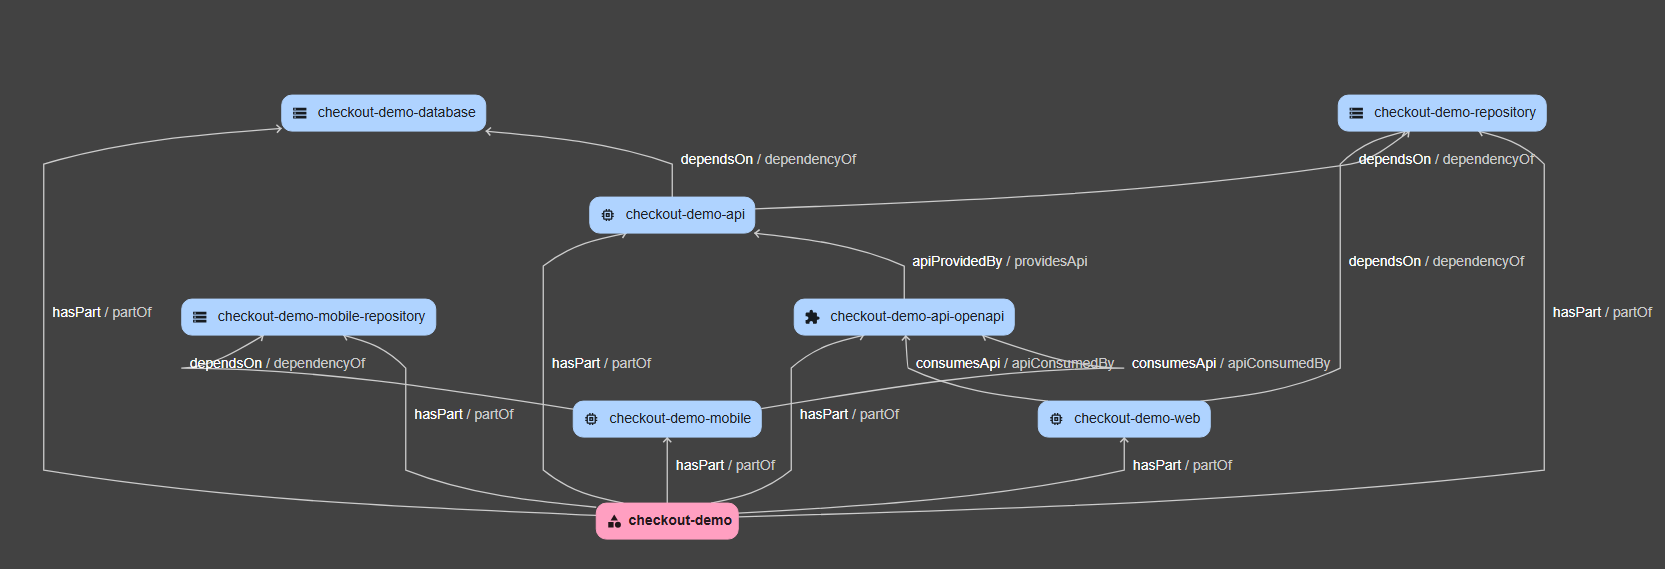 checkout-demo-database
checkout-demo-repository
dependsOn / dependencyOf
dependsOn / dependencyOf
checkout-demo-api
apiProvidedBy / providesApi
dependsOn / dependencyOf
hasPart / partOf
checkout-demo-mobile-repository
checkout-demo-api-openapi
hasPart / partOf
dependsOn / dependencyOf
hasPart / partOf
consumesApi / apiConsumedBy
consumesApi / apiConsumedBy
hasPart / partOf
checkout-demo-mobile
hasPart / partOf
checkout-demo-web
hasPart / partOf
hasPart / partOf
checkout-demo